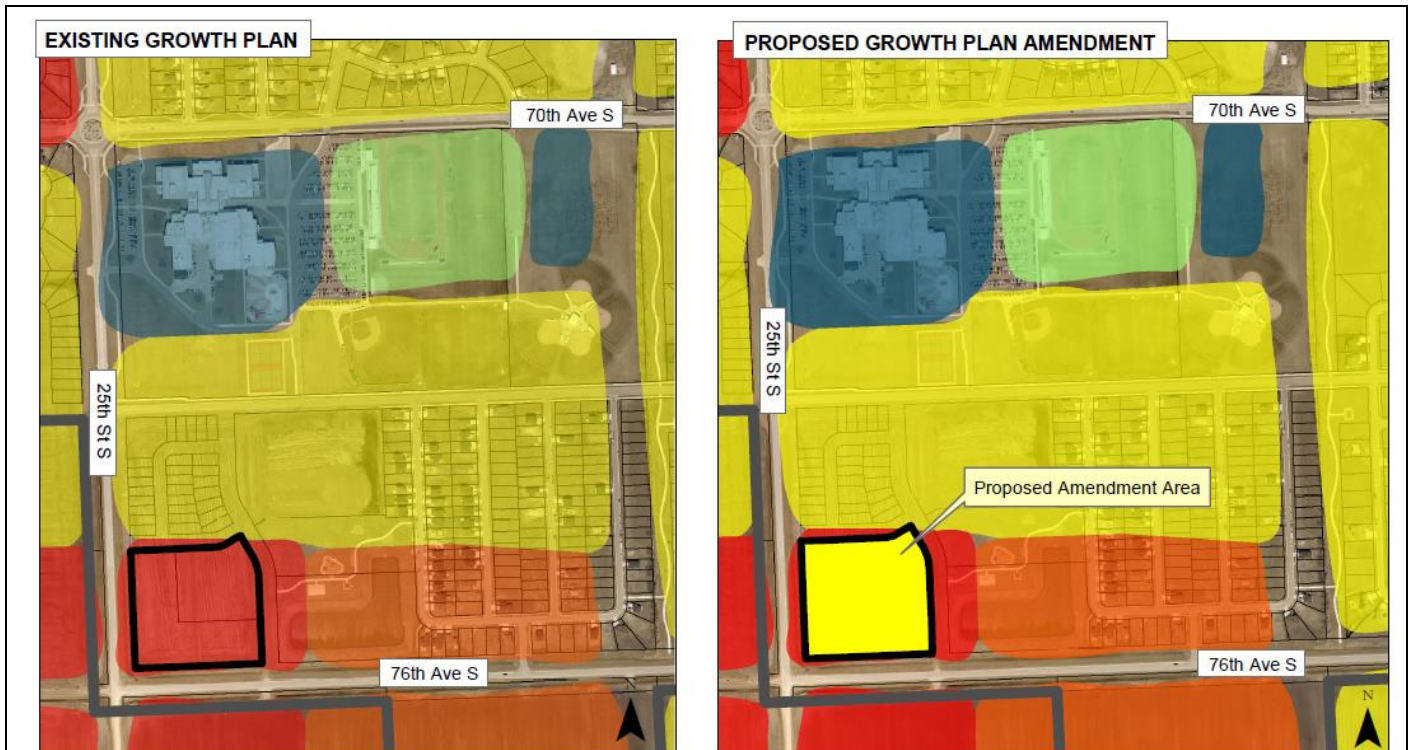 EXISTING GROWTH PLAN
70th Ave S
25th St S
76th Ave S
N
PROPOSED GROWTH PLAN AMENDMENT
70th Ave S
25th St S
Proposed Amendment Area
76th Ave S
N